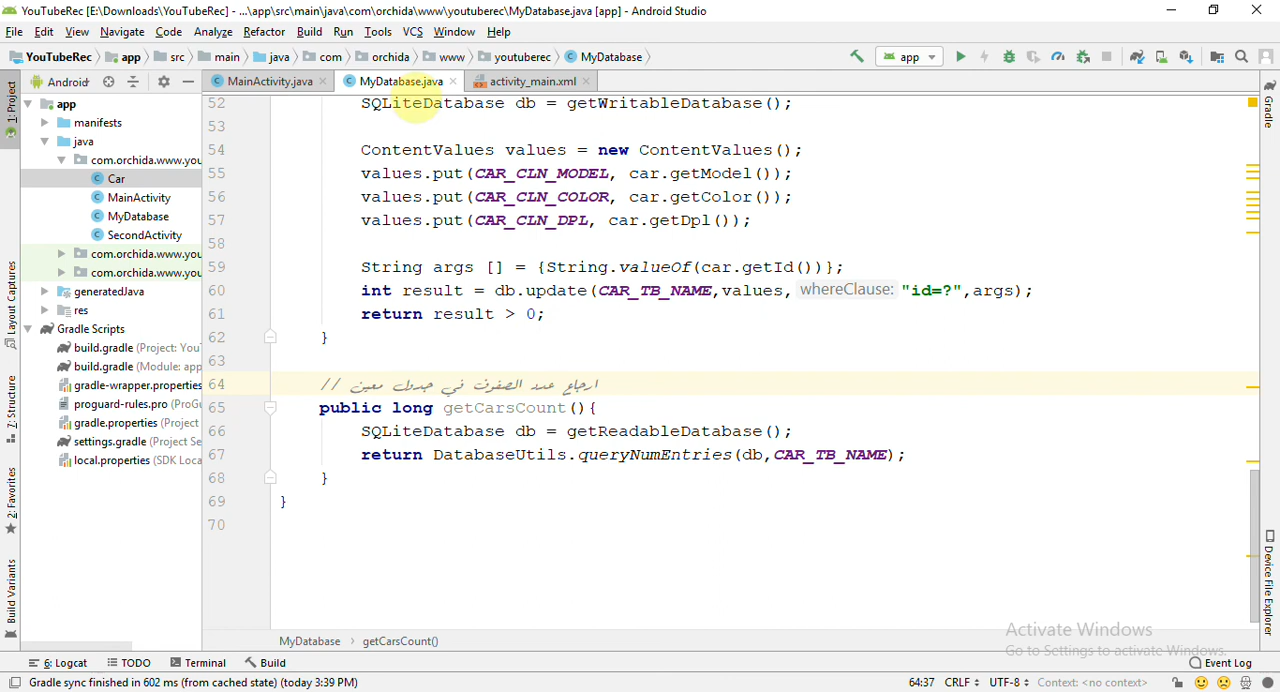 YouTubeRec [E:\Downloads\YouTubeRec] - ...\app\src\main\java\com\orchida\www\youtuberec\MyDatabase.java [app] - Android Studio
File Edit View Navigate Code Analyze Refactor Build Run Tools VCS Window Help
YouTubeRec app src main java com orchida www youtuberec MyDatabase app
1: Project
Android
MainActivity.java MyDatabase.java activity_main.xml
Gradle
app
manifests
java
com.orchida.www.you
Car
MainActivity
MyDatabase
SecondActivity
com.orchida.www.you
com.orchida.www.you
generatedJava
res
Gradle Scripts
build.gradle (Project: You
build.gradle (Module: app
gradle-wrapper.properties
proguard-rules.pro (ProG
gradle.properties (Project
settings.gradle (Project Se
local.properties (SDK Loca
Layout Captures
7: Structure
2: Favorites
Build Variants
52 SQLiteDatabase db = getWritableDatabase();
53
54 ContentValues values = new ContentValues();
55 values.put(CAR_CLN_MODEL, car.getModel());
56 values.put(CAR_CLN_COLOR, car.getColor());
57 values.put(CAR_CLN_DPL, car.getDpl());
58
59 String args [] = {String.valueOf(car.getId())};
60 int result = db.update(CAR_TB_NAME,values, whereClause: "id=?",args);
61 return result > 0;
62 }
63
64 // ارجاع عدد الصفوف في جدول معين
65 public long getCarsCount(){
66 SQLiteDatabase db = getReadableDatabase();
67 return DatabaseUtils.queryNumEntries(db,CAR_TB_NAME);
68 }
69 }
70
Device File Explorer
MyDatabase getCarsCount()
Activate Windows
Go to Settings to activate Windows.
6: Logcat TODO Terminal Build Event Log
Gradle sync finished in 602 ms (from cached state) (today 3:39 PM) 64:37 CRLF UTF-8 Context: <no context>